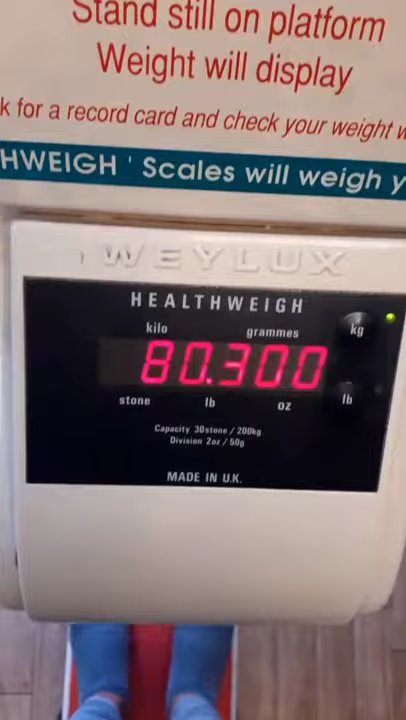 Stand still on platform
Weight will display
k for a record card and check your weight w
HWEIGH ' Scales will weigh y
WEYLUX
HEALTHWEIGH
kilo grammes kg
80.300
stone lb oz lb
Capacity 30stone / 200kg
Division 2oz / 50g
MADE IN U.K.